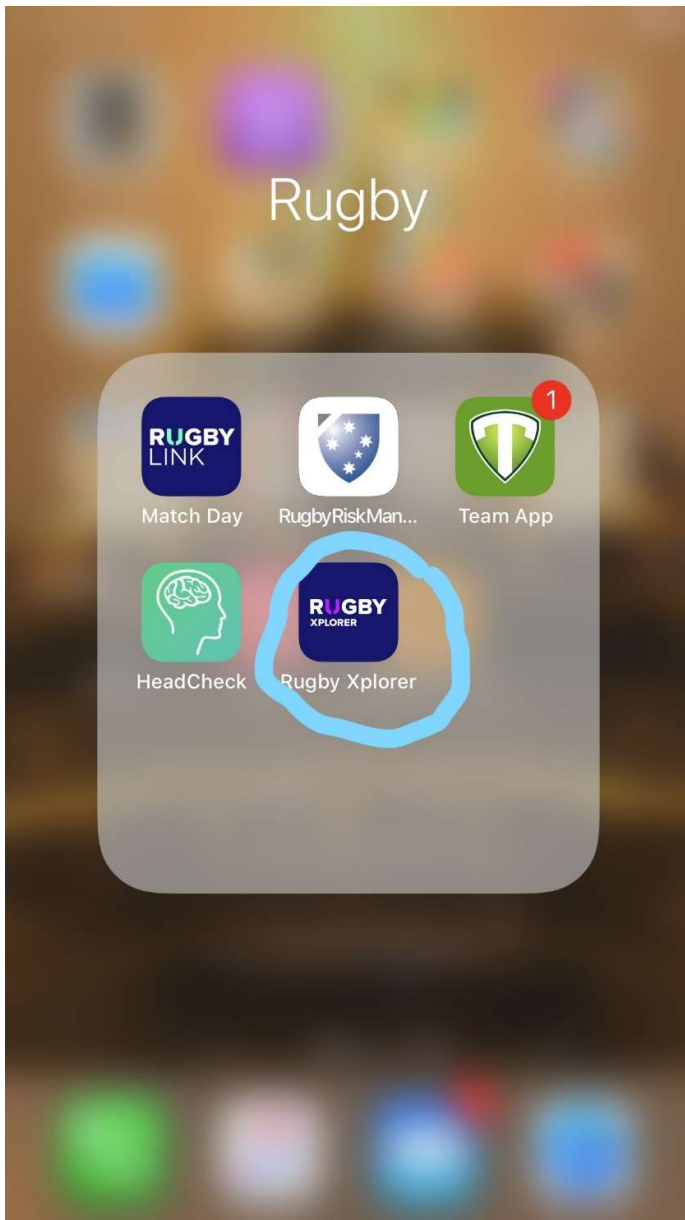 Rugby
RUGBY
LINK
1
Match Day
RugbyRiskMan...
Team App
RUGBY
XPLORER
HeadCheck
Rugby Xplorer